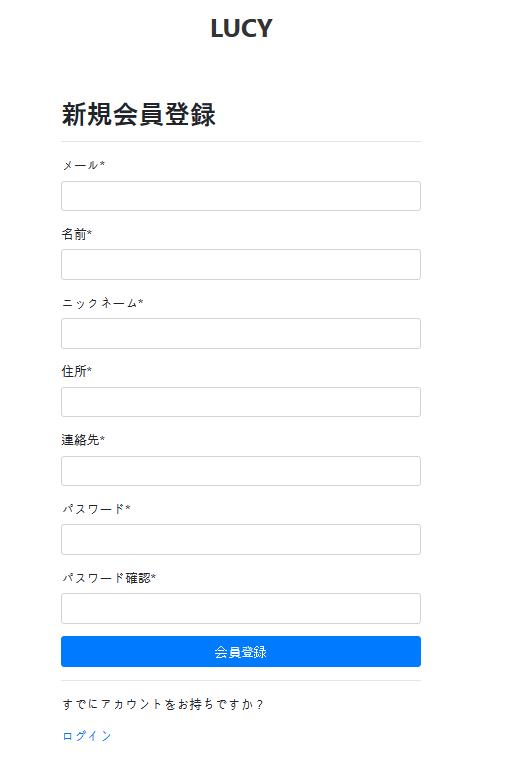 LUCY
新規会員登録
メール*
名前*
ニックネーム*
住所*
連絡先*
パスワード*
パスワード確認*
会員登録
すでにアカウントをお持ちですか？
ログイン